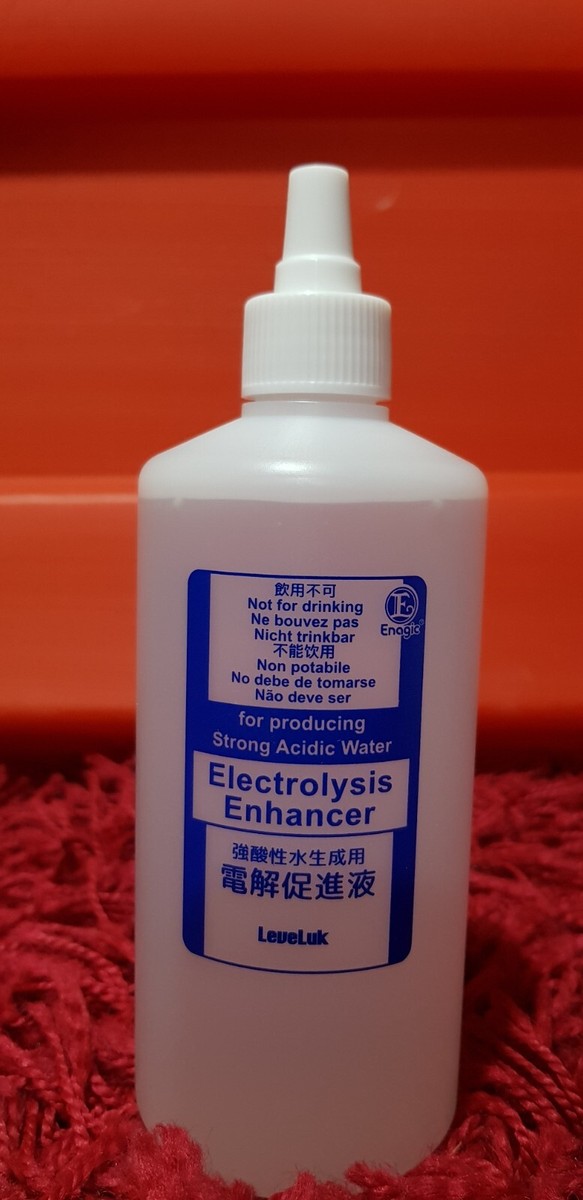 飲用不可
Not for drinking
Ne bouvez pas
Nicht trinkbar
不能饮用
Non potabile
No debe de tomarse
Não deve ser
E
Enagic
for producing
Strong Acidic Water
Electrolysis
Enhancer
強酸性水生成用
電解促進液
LeveLuk